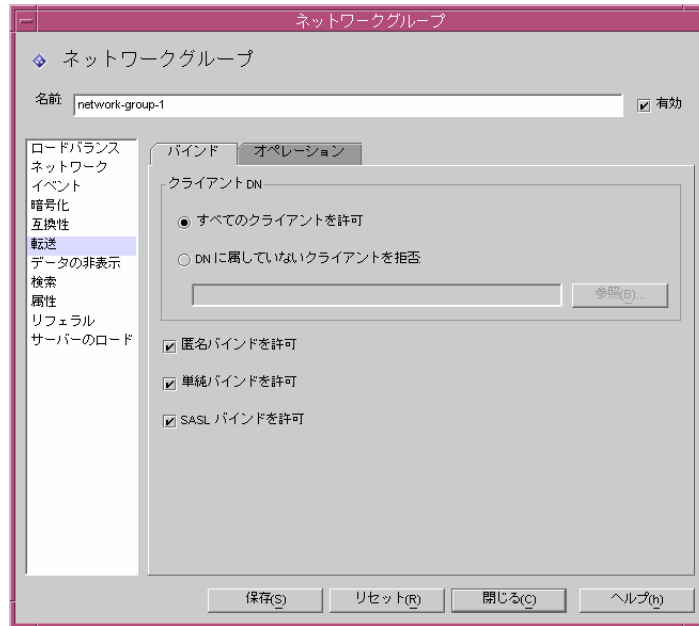 ネットワークグループ
ネットワークグループ
名前: network-group-1
有効
ロードバランス
ネットワーク
イベント
暗号化
互換性
転送
データの非表示
検索
属性
リフェラル
サーバーのロード
バインド オペレーション
クライアント DN
すべてのクライアントを許可
DN に属していないクライアントを拒否:
参照(B)...
匿名バインドを許可
単純バインドを許可
SASL バインドを許可
保存(S) リセット(R) 閉じる(C) ヘルプ(h)